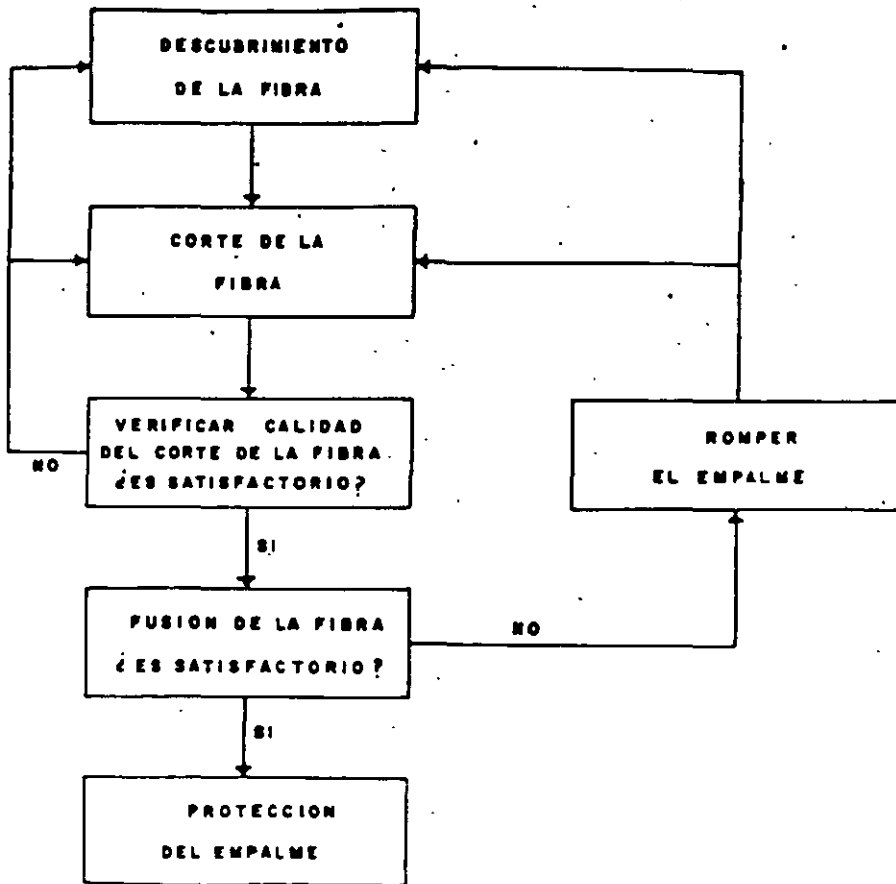 DESCUBRIMIENTO
DE LA FIBRA
CORTE DE LA
FIBRA
VERIFICAR CALIDAD
DEL CORTE DE LA FIBRA
¿ES SATISFACTORIO?
NO
SI
ROMPER
EL EMPALME
FUSION DE LA FIBRA
¿ES SATISFACTORIO?
NO
SI
PROTECCION
DEL EMPALME